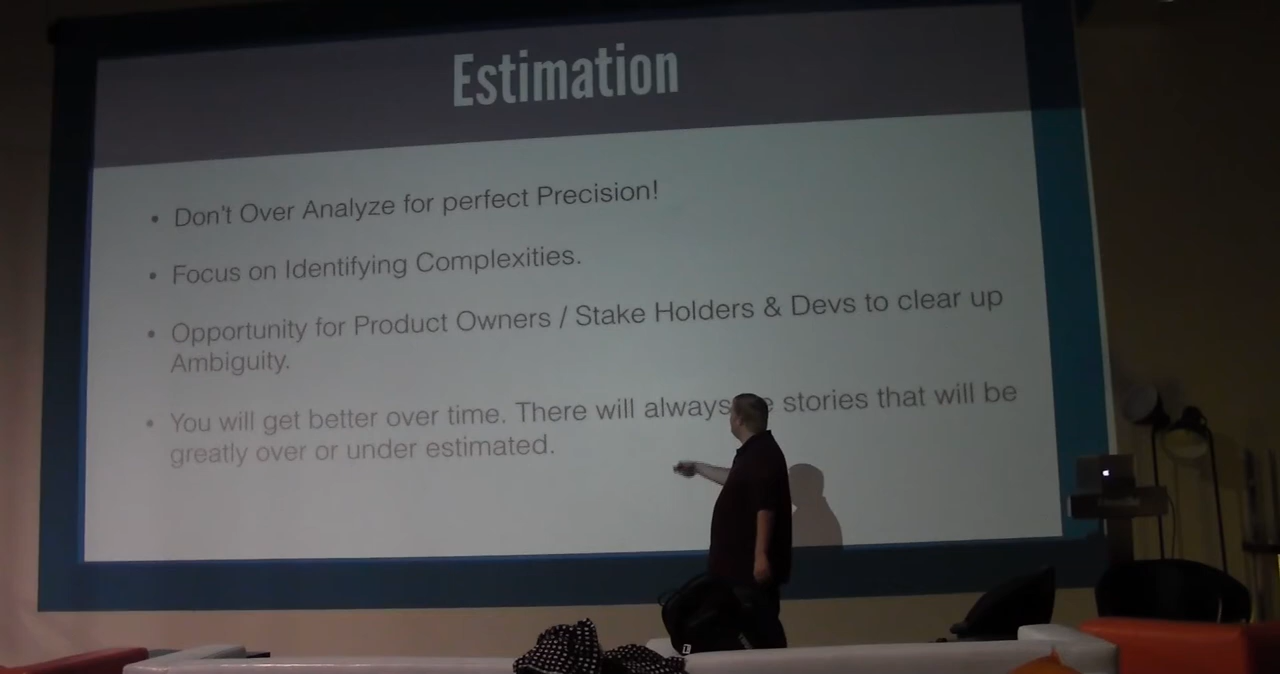 Estimation
• Don't Over Analyze for perfect Precision!
• Focus on Identifying Complexities.
• Opportunity for Product Owners / Stake Holders & Devs to clear up
Ambiguity.
• You will get better over time. There will always stories that will be
greatly over or under estimated.